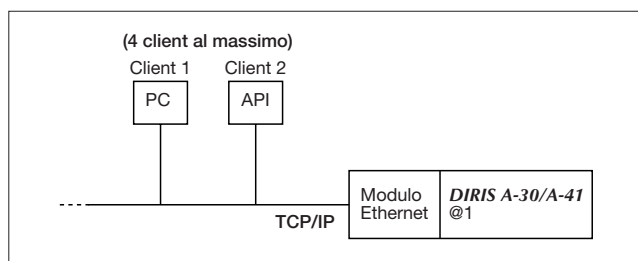 (4 client al massimo)
Client 1 Client 2
PC API
Modulo Ethernet
DIRIS A-30/A-41
@1
TCP/IP